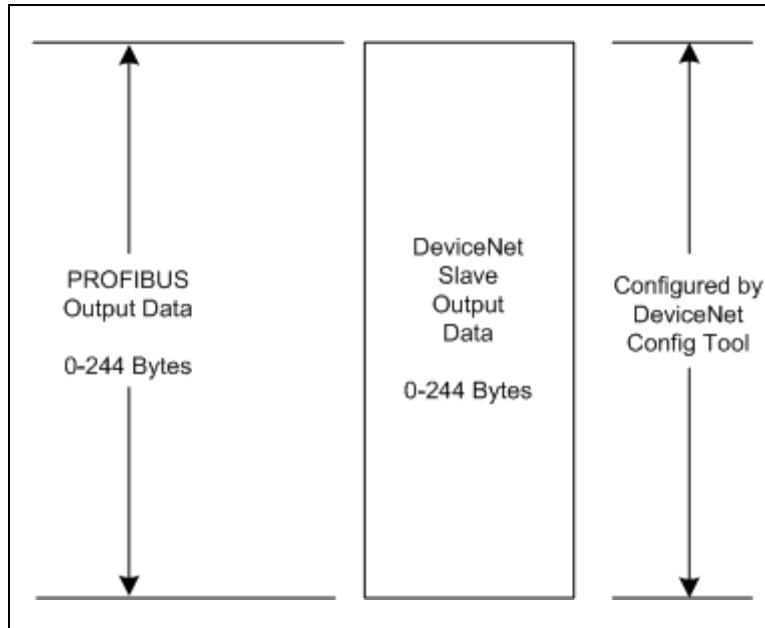 PROFIBUS
Output Data
0-244 Bytes
DeviceNet
Slave
Output
Data
0-244 Bytes
Configured by
DeviceNet
Config Tool